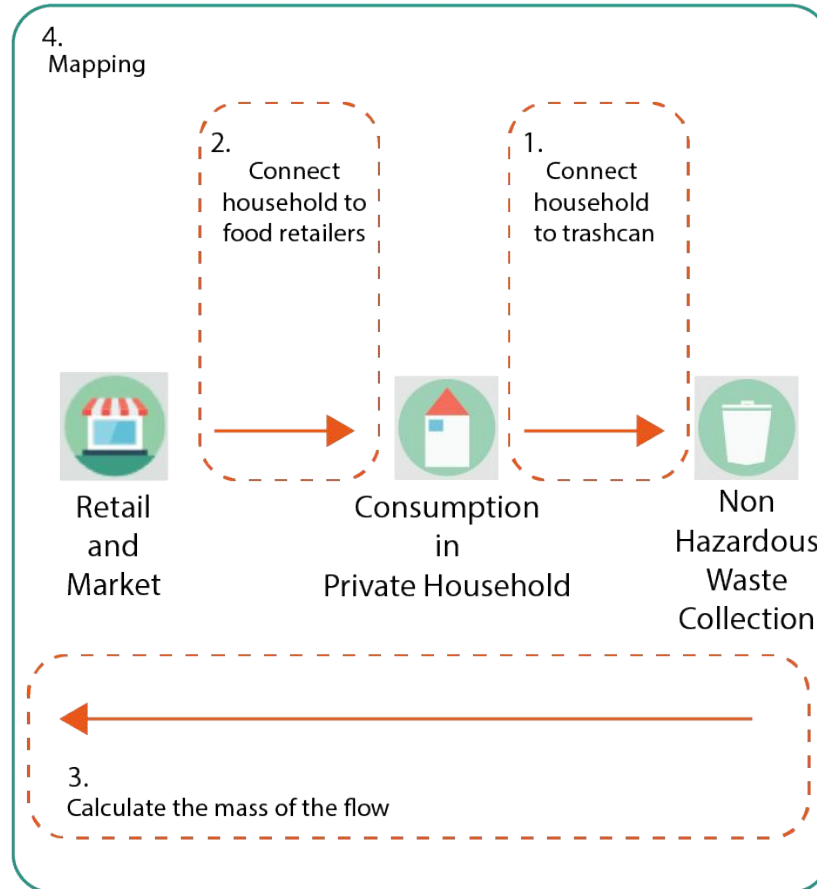 4.
Mapping
2.
Connect
household to
food retailers
1.
Connect
household
to trashcan
Retail
and
Market
Consumption
in
Private Household
Non
Hazardous
Waste
Collection
3.
Calculate the mass of the flow